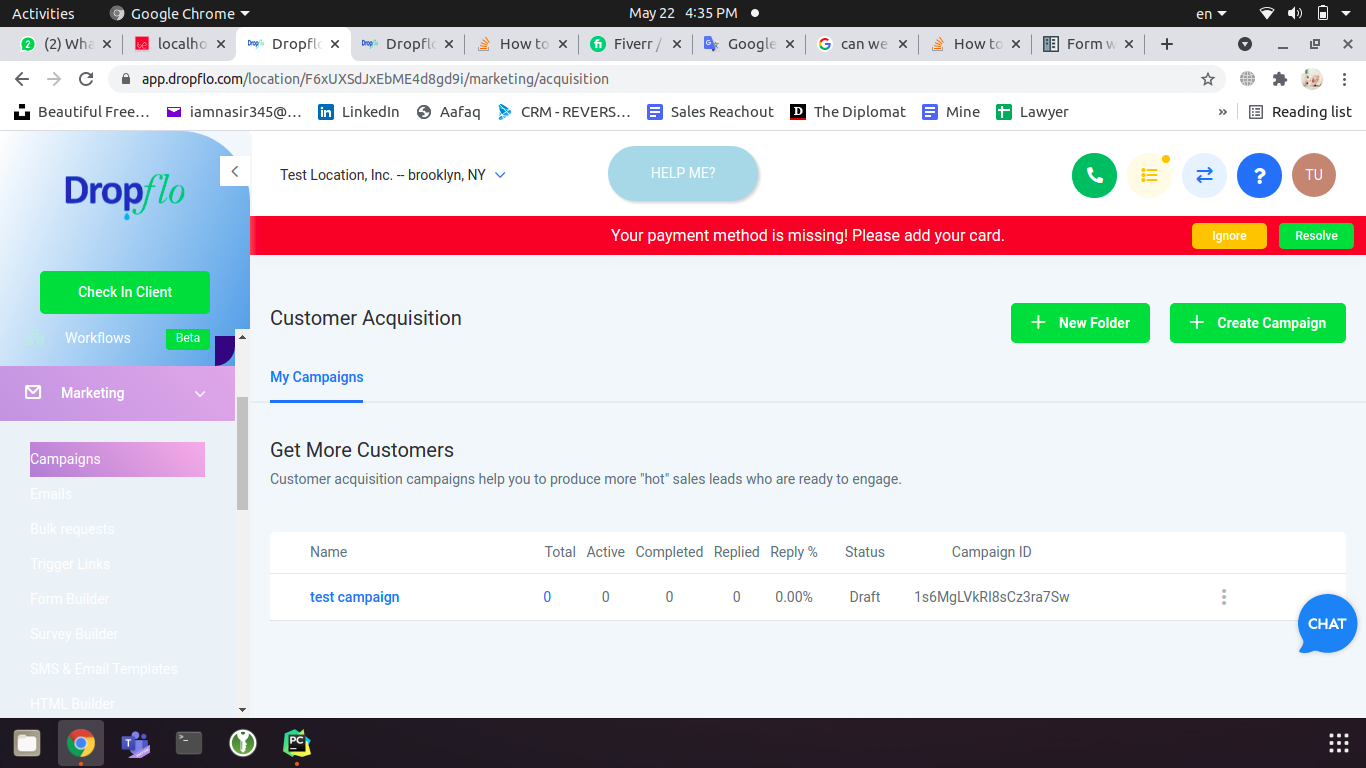 Activities Google Chrome May 22 4:35 PM en
(2) Wha localho Dropflo Dropflo How to Fiverr / Google can we How to Form w
app.dropflo.com/location/F6xUXSdJxEbME4d8gd9i/marketing/acquisition
Beautiful Free… iamnasir345@… LinkedIn Aafaq CRM - REVERS… Sales Reachout The Diplomat Mine Lawyer » Reading list
Dropflo
Test Location, Inc. -- brooklyn, NY
HELP ME?
TU
Your payment method is missing! Please add your card. Ignore Resolve
Check In Client
Workflows Beta
Marketing
Campaigns
Emails
Bulk requests
Trigger Links
Form Builder
Survey Builder
SMS & Email Templates
HTML Builder
Customer Acquisition
New Folder Create Campaign
My Campaigns
Get More Customers
Customer acquisition campaigns help you to produce more "hot" sales leads who are ready to engage.
Name Total Active Completed Replied Reply % Status Campaign ID
test campaign 0 0 0 0 0.00% Draft 1s6MgLVkRI8sCz3ra7Sw
CHAT